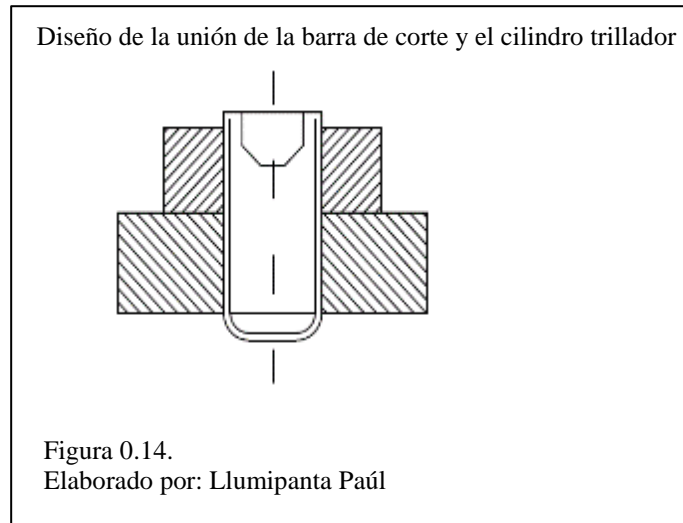 Diseño de la unión de la barra de corte y el cilindro trillador
Figura 0.14.
Elaborado por: Llumipanta Paúl